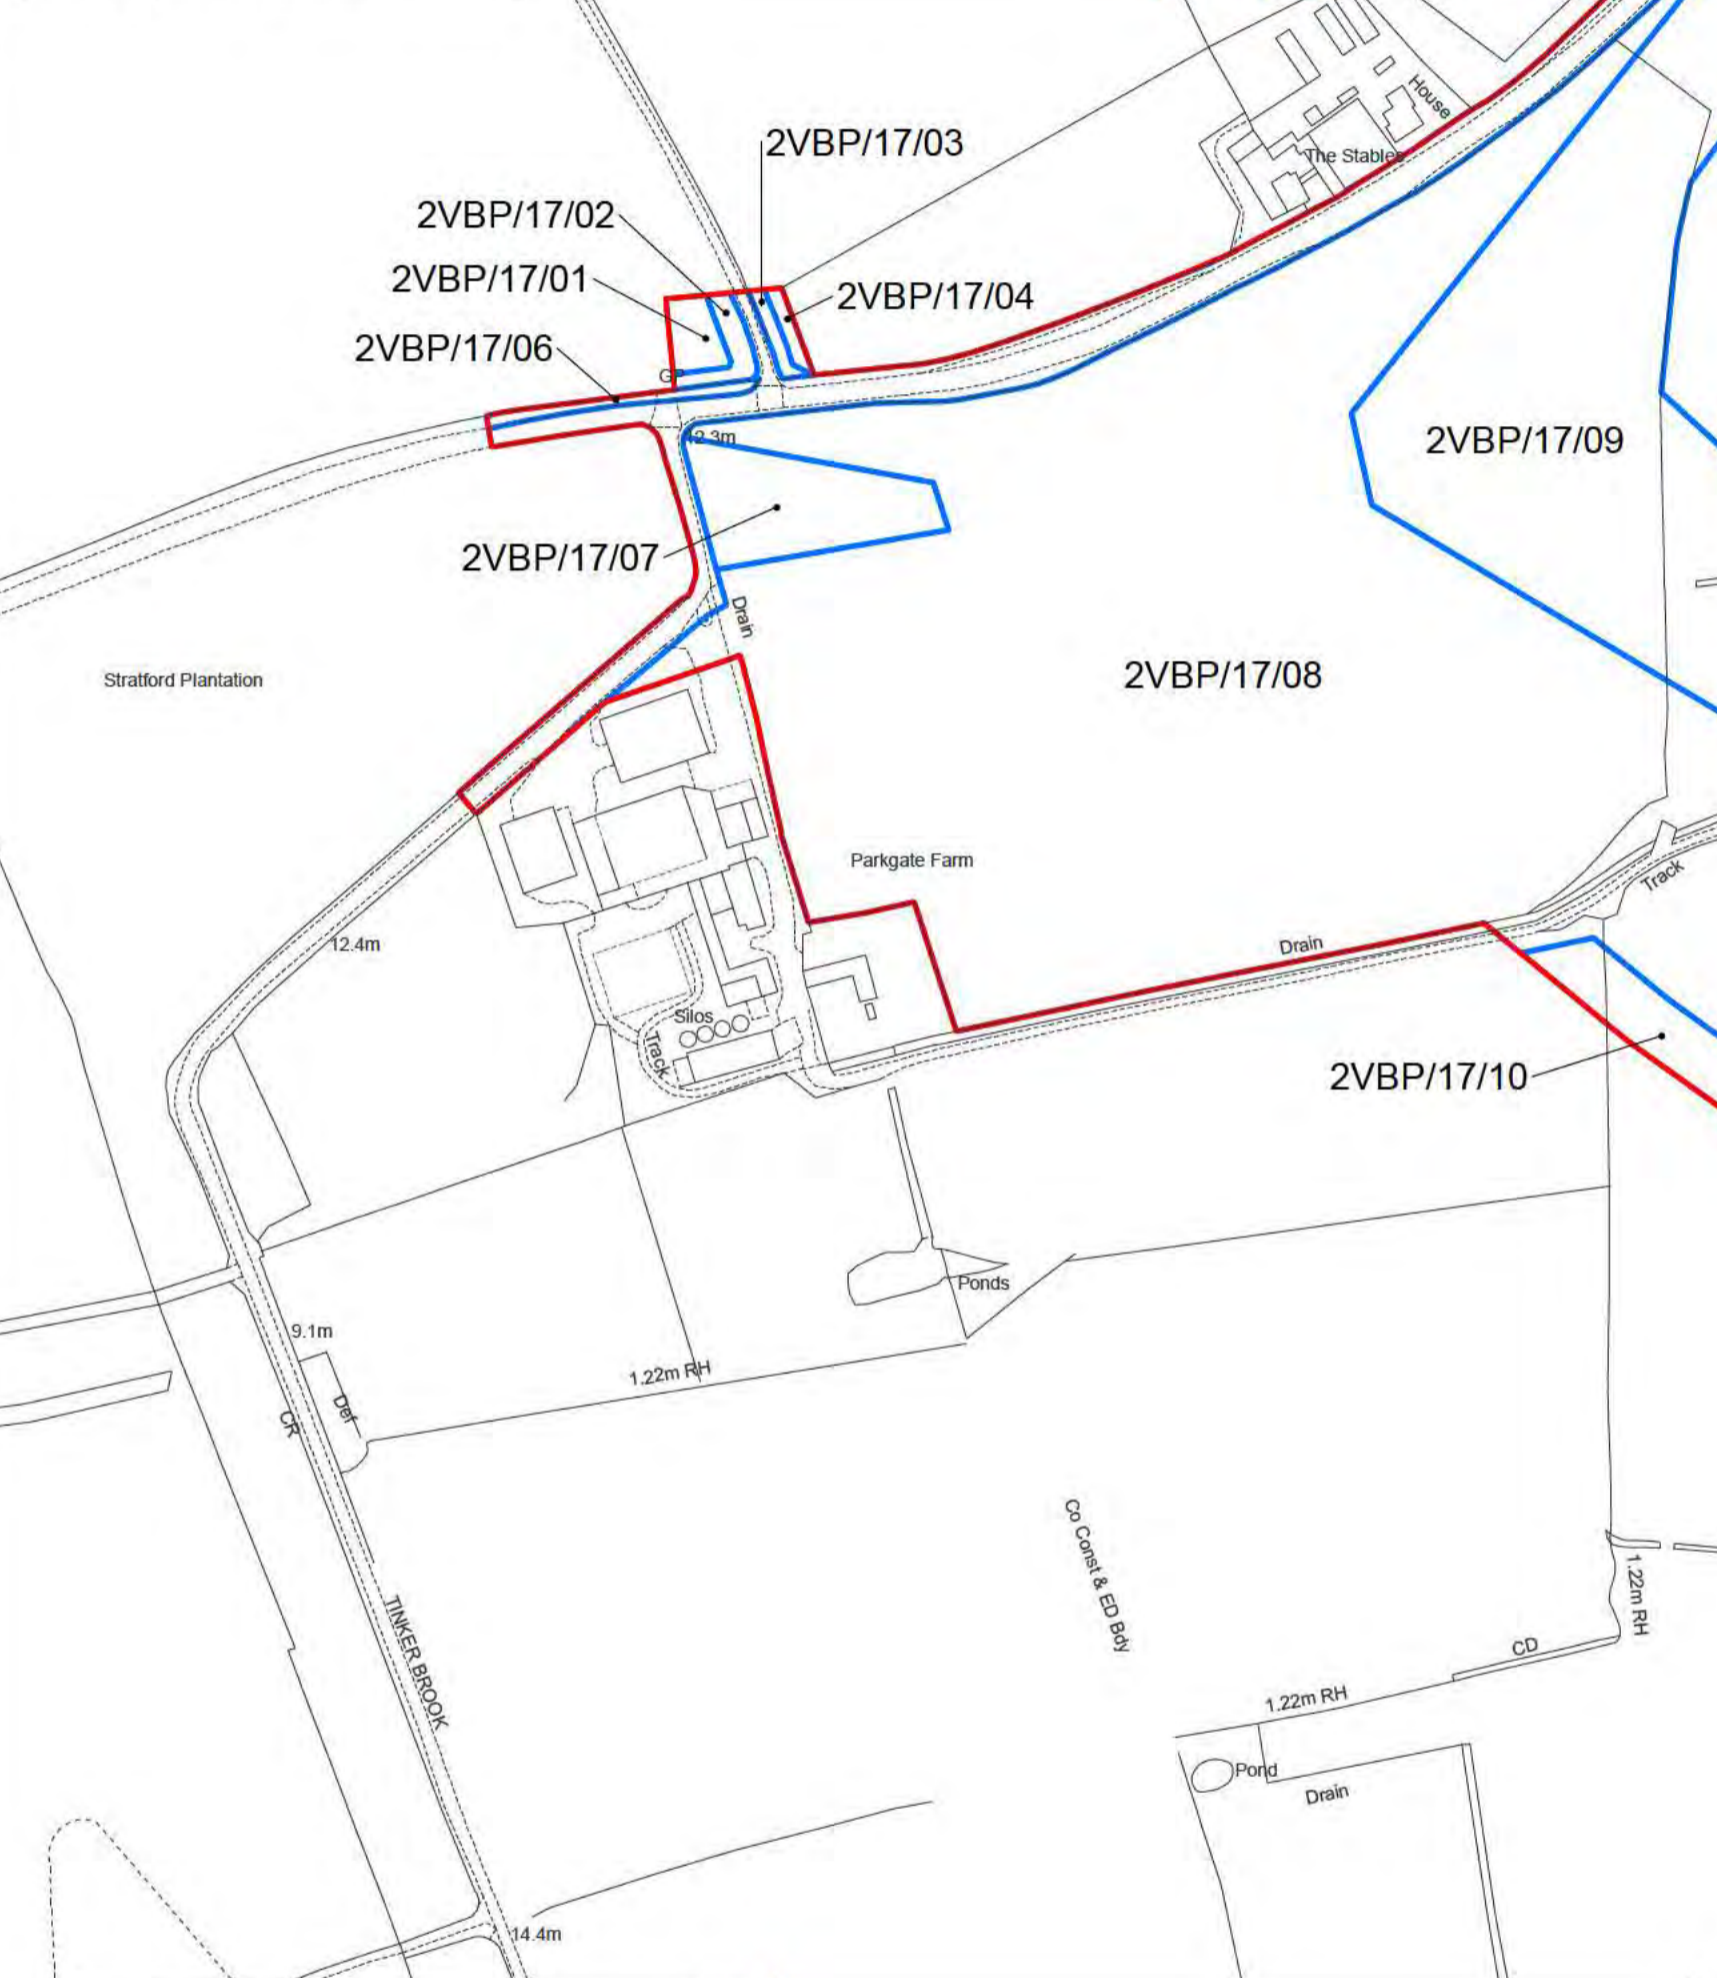 House
2VBP/17/03
The Stables
2VBP/17/02
2VBP/17/01
2VBP/17/04
2VBP/17/06
GP
12.3m
2VBP/17/09
2VBP/17/07
Drain
Stratford Plantation
2VBP/17/08
Parkgate Farm
Track
12.4m
Drain
Silos
Track
2VBP/17/10
Ponds
9.1m
1.22m RH
Def
CR
Co Const & ED Bdy
1.22m RH
TINKER BROOK
CD
1.22m RH
Pond
Drain
14.4m